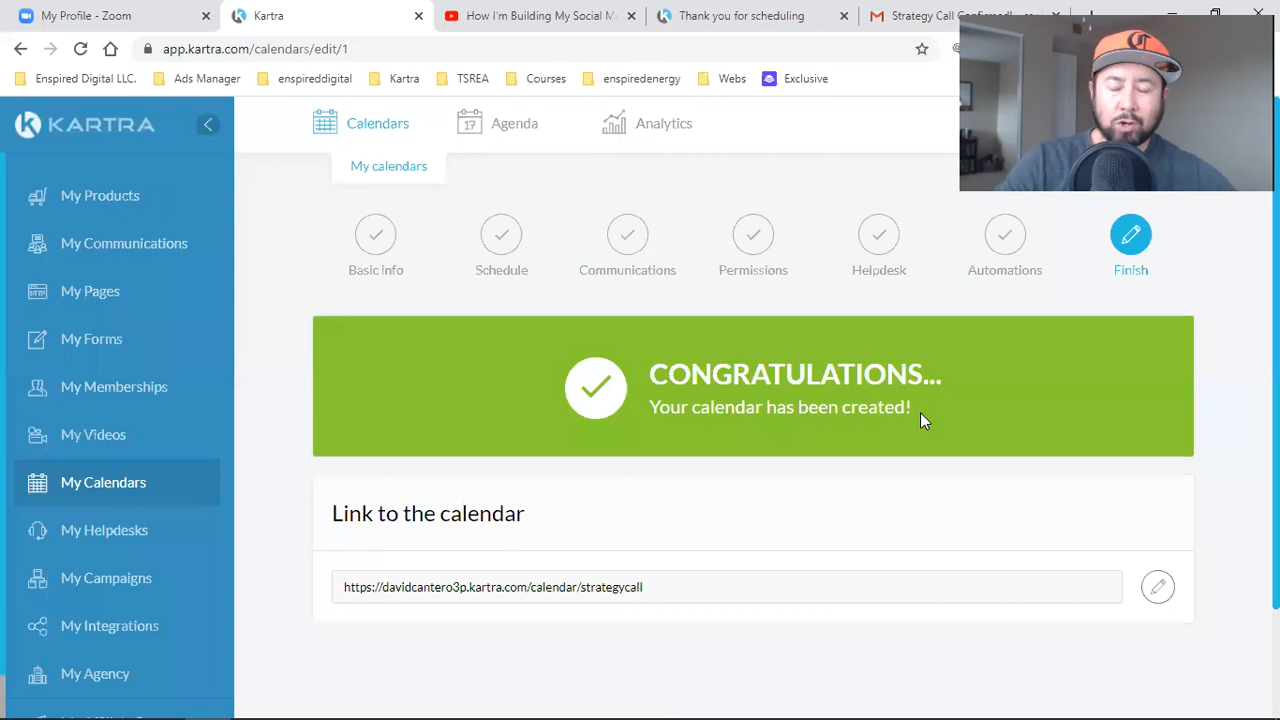 My Profile - Zoom
Kartra
How I'm Building My Social M
Thank you for scheduling
Strategy Call
app.kartra.com/calendars/edit/1
Enspired Digital LLC.
Ads Manager
enspireddigital
Kartra
TSREA
Courses
enspiredenergy
Webs
Exclusive
KARTRA
Calendars
17
Agenda
Analytics
My calendars
My Products
My Communications
My Pages
My Forms
My Memberships
My Videos
My Calendars
My Helpdesks
My Campaigns
My Integrations
My Agency
Basic info
Schedule
Communications
Permissions
Helpdesk
Automations
Finish
CONGRATULATIONS...
Your calendar has been created!
Link to the calendar
https://davidcantero3p.kartra.com/calendar/strategycall